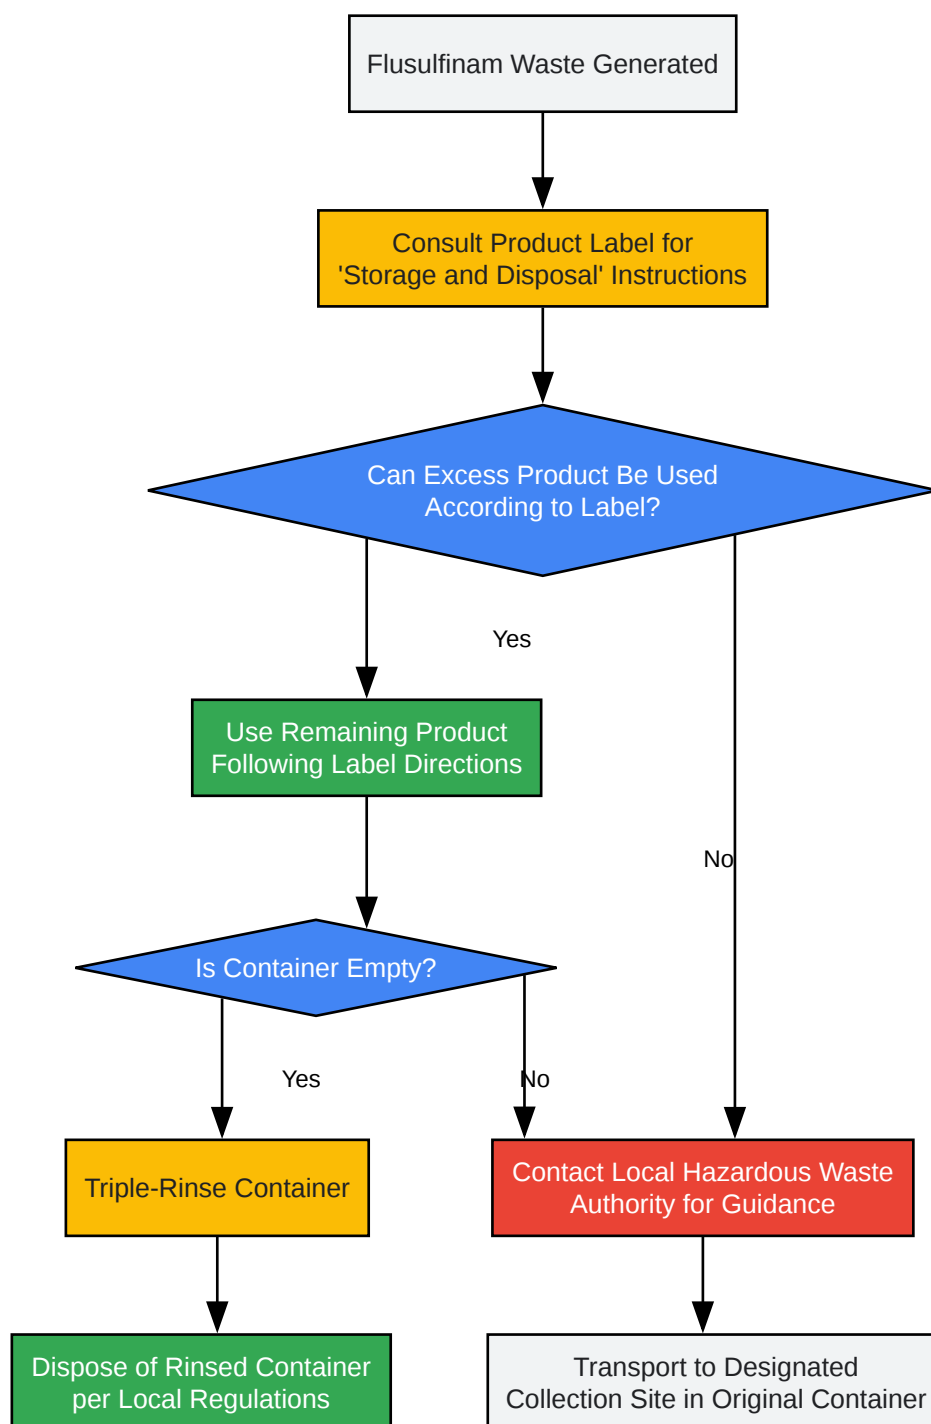 Flusulfinam Waste Generated
Consult Product Label for
'Storage and Disposal' Instructions
Can Excess Product Be Used
According to Label?
Yes
Use Remaining Product
Following Label Directions
No
Is Container Empty?
Yes
No
Triple-Rinse Container
Contact Local Hazardous Waste
Authority for Guidance
Dispose of Rinsed Container
per Local Regulations
Transport to Designated
Collection Site in Original Container